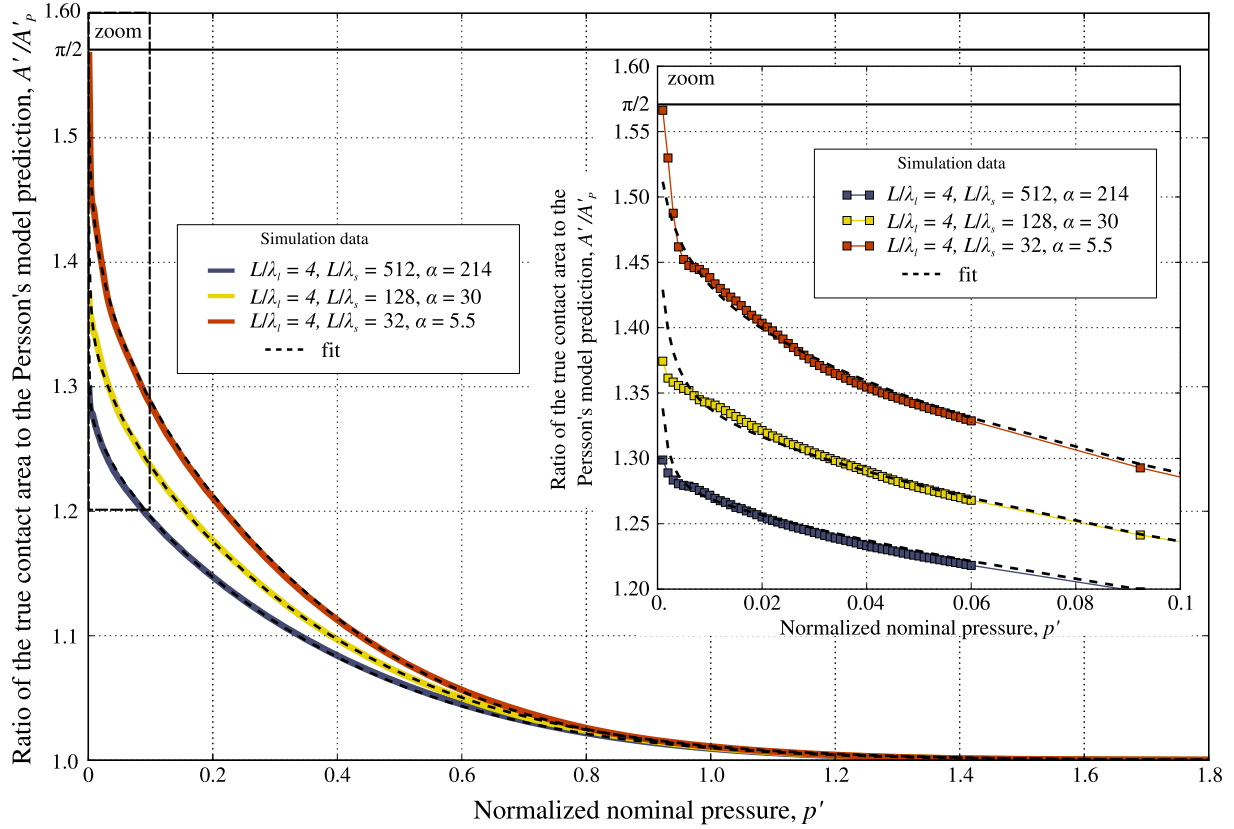 Ratio of the true contact area to the Persson's model prediction, A′/A′P
1.60
zoom
π/2
1.5
1.4
1.3
1.2
1.1
1.0
Simulation data
L/λl = 4, L/λs = 512, α = 214
L/λl = 4, L/λs = 128, α = 30
L/λl = 4, L/λs = 32, α = 5.5
fit
0
0.2
0.4
0.6
0.8
1.0
1.2
1.4
1.6
1.8
Normalized nominal pressure, p′
Ratio of the true contact area to the
Persson's model prediction, A′/A′P
1.60
zoom
π/2
1.55
1.50
1.45
1.40
1.35
1.30
1.25
1.20
Simulation data
L/λl = 4, L/λs = 512, α = 214
L/λl = 4, L/λs = 128, α = 30
L/λl = 4, L/λs = 32, α = 5.5
fit
0.
0.02
0.04
0.06
0.08
0.1
Normalized nominal pressure, p′